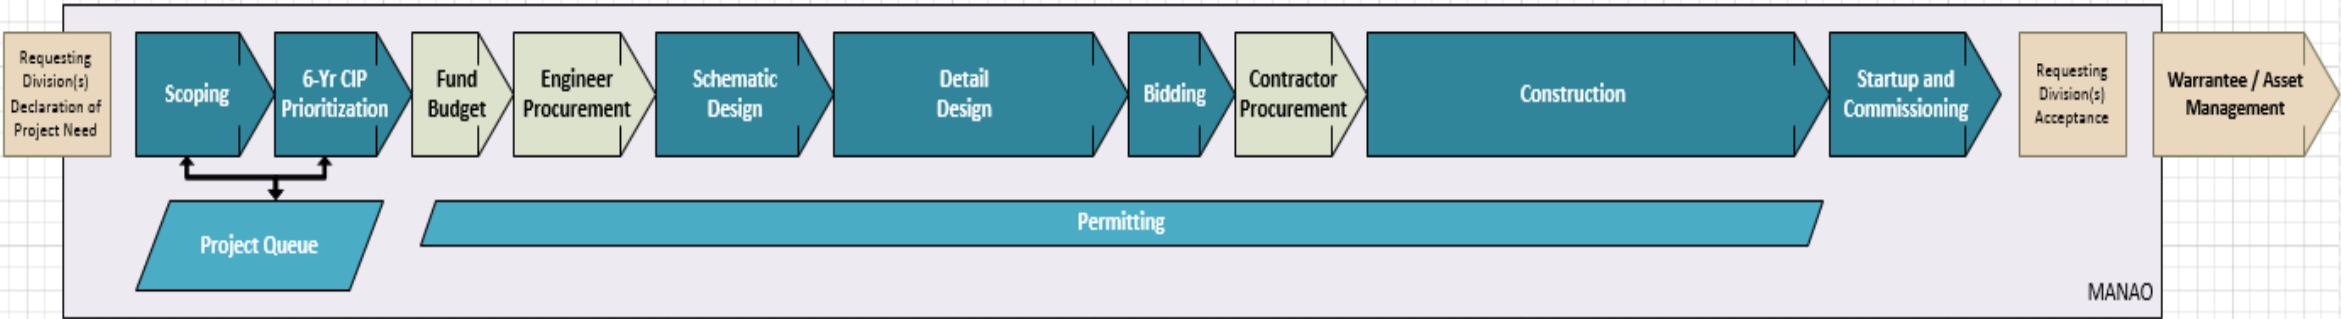 Requesting
Division(s)
Declaration of
Project Need
Scoping
6-Yr CIP
Prioritization
Fund
Budget
Engineer
Procurement
Schematic
Design
Detail
Design
Bidding
Contractor
Procurement
Construction
Startup and
Commissioning
Requesting
Division(s)
Acceptance
Warrantee / Asset
Management
Project Queue
Permitting
MANAO